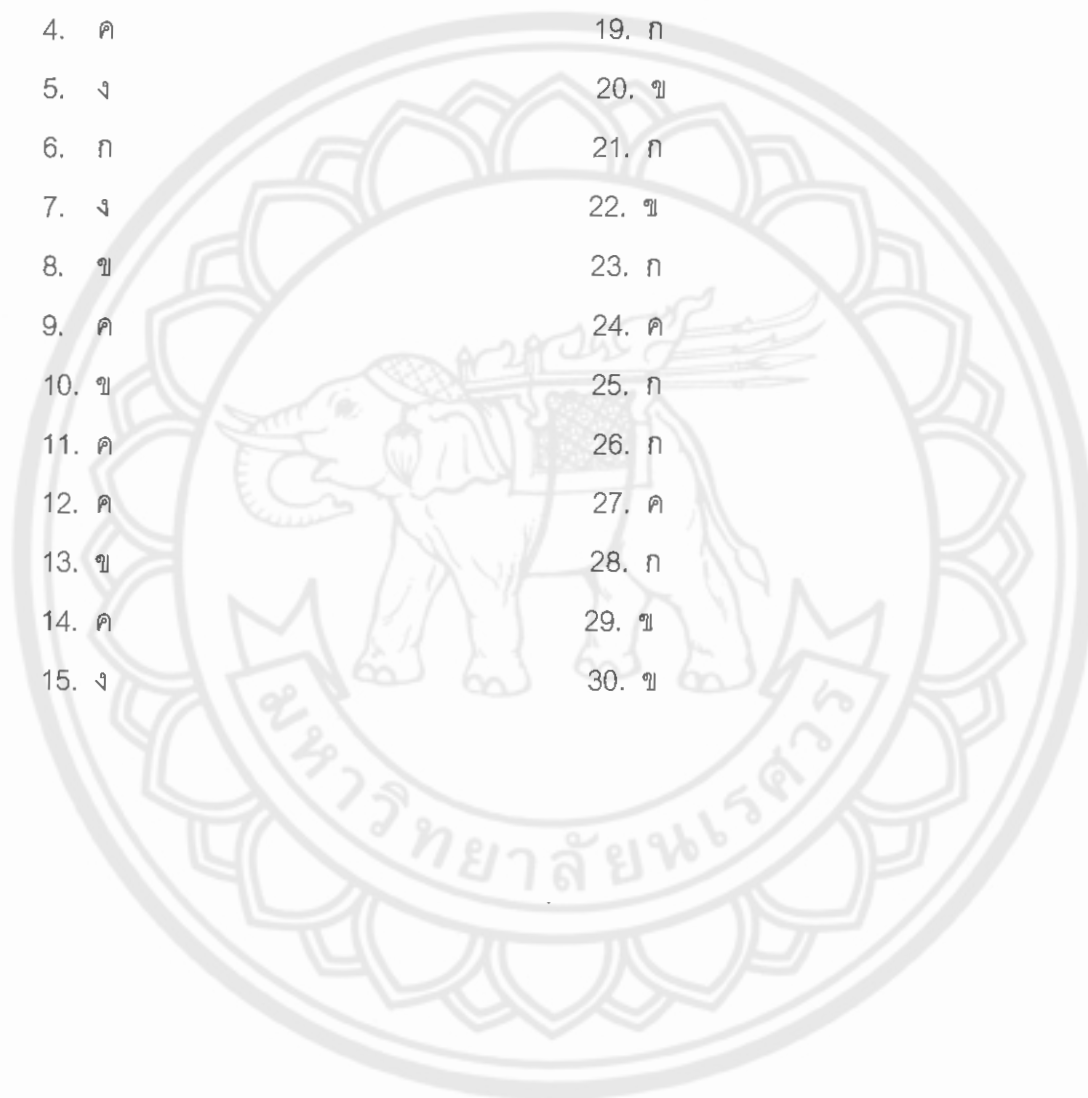 4. ค
5. ง
6. ก
7. ง
8. ข
9. ค
10. ข
11. ค
12. ค
13. ข
14. ค
15. ง
19. ก
20. ข
21. ก
22. ข
23. ก
24. ค
25. ก
26. ก
27. ค
28. ก
29. ข
30. ข
มหาวิทยาลัยนเรศวร